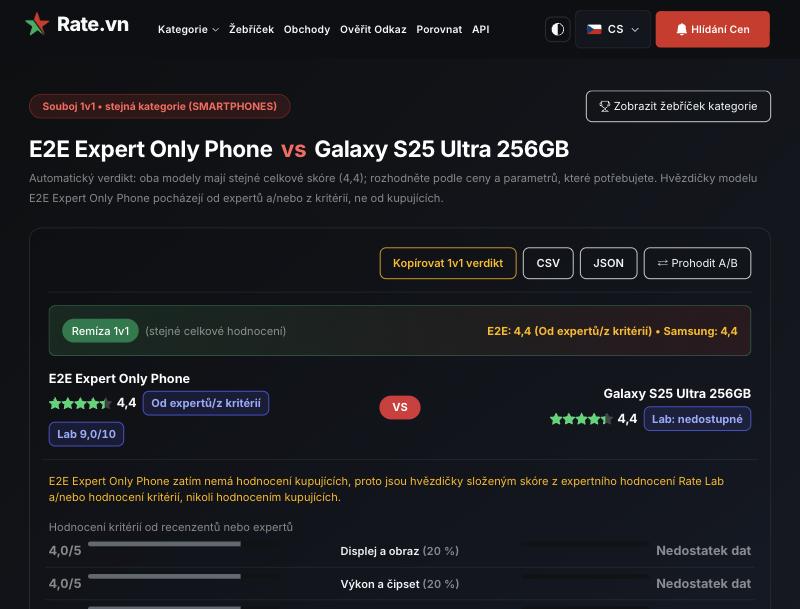 Rate.vn
Kategorie Žebříček Obchody Ověřit Odkaz Porovnat API
CS
Hlídání Cen
Souboj 1v1 • stejná kategorie (SMARTPHONES)
Zobrazit žebříček kategorie
E2E Expert Only Phone vs Galaxy S25 Ultra 256GB
Automatický verdikt: oba modely mají stejné celkové skóre (4,4); rozhodněte podle ceny a parametrů, které potřebujete. Hvězdičky modelu
E2E Expert Only Phone pocházejí od expertů a/nebo z kritérií, ne od kupujících.
Kopírovat 1v1 verdikt CSV JSON ⇄ Prohodit A/B
Remíza 1v1 (stejné celkové hodnocení) E2E: 4,4 (Od expertů/z kritérií) • Samsung: 4,4
E2E Expert Only Phone
4,4 Od expertů/z kritérií
Lab 9,0/10
VS
Galaxy S25 Ultra 256GB
4,4 Lab: nedostupné
E2E Expert Only Phone zatím nemá hodnocení kupujících, proto jsou hvězdičky složeným skóre z expertního hodnocení Rate Lab
a/nebo hodnocení kritérií, nikoli hodnocením kupujících.
Hodnocení kritérií od recenzentů nebo expertů
4,0/5 Displej a obraz (20 %) Nedostatek dat
4,0/5 Výkon a čipset (20 %) Nedostatek dat